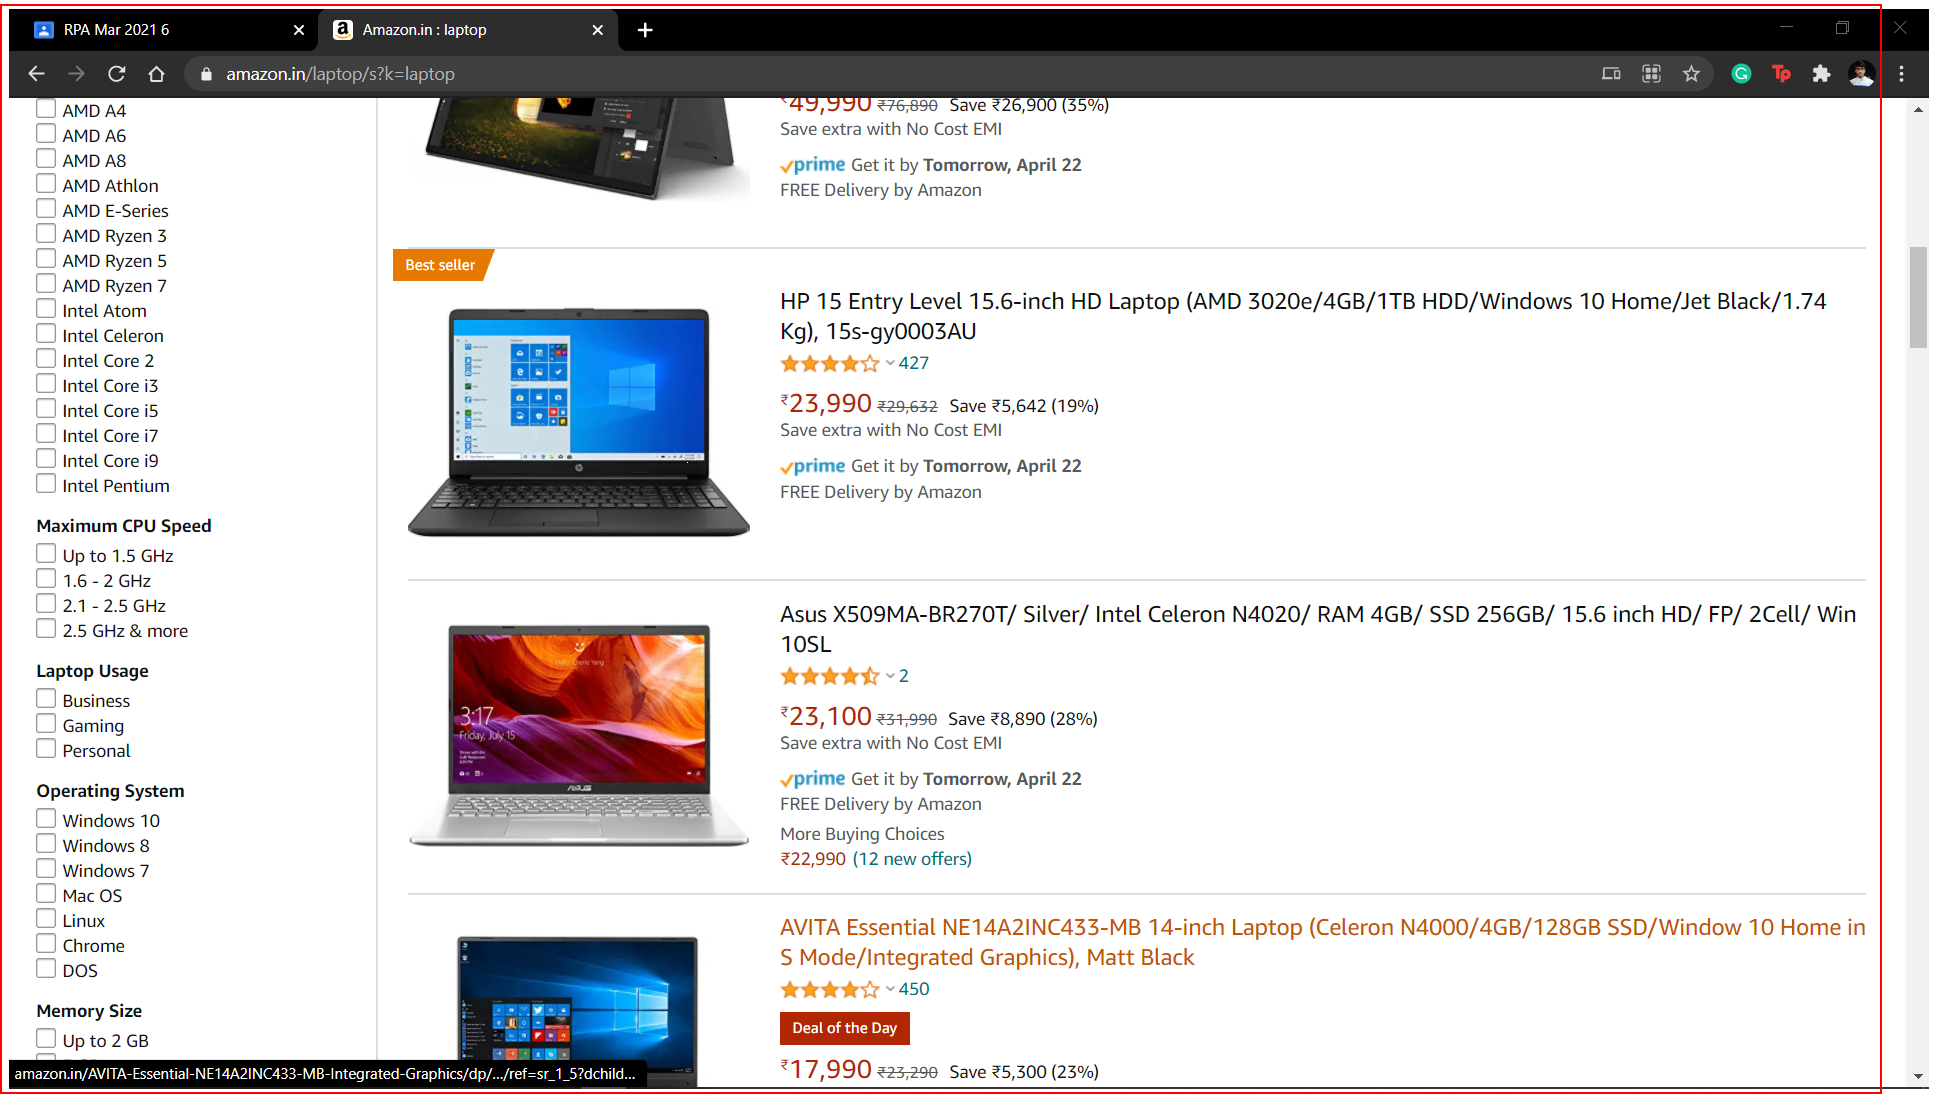 RPA Mar 2021 6
Amazon.in : laptop
amazon.in/laptop/s?k=laptop
AMD A4
AMD A6
AMD A8
AMD Athlon
AMD E-Series
AMD Ryzen 3
AMD Ryzen 5
AMD Ryzen 7
Intel Atom
Intel Celeron
Intel Core 2
Intel Core i3
Intel Core i5
Intel Core i7
Intel Core i9
Intel Pentium
Maximum CPU Speed
Up to 1.5 GHz
1.6 - 2 GHz
2.1 - 2.5 GHz
2.5 GHz & more
Laptop Usage
Business
Gaming
Personal
Operating System
Windows 10
Windows 8
Windows 7
Mac OS
Linux
Chrome
DOS
Memory Size
Up to 2 GB
amazon.in/AVITA-Essential-NE14A2INC433-MB-Integrated-Graphics/dp/.../ref=sr_1_5?dchild...
₹49,990 ₹76,890 Save ₹26,900 (35%)
Save extra with No Cost EMI
prime Get it by Tomorrow, April 22
FREE Delivery by Amazon
Best seller
HP 15 Entry Level 15.6-inch HD Laptop (AMD 3020e/4GB/1TB HDD/Windows 10 Home/Jet Black/1.74
Kg), 15s-gy0003AU
427
₹23,990 ₹29,632 Save ₹5,642 (19%)
Save extra with No Cost EMI
prime Get it by Tomorrow, April 22
FREE Delivery by Amazon
Asus X509MA-BR270T/ Silver/ Intel Celeron N4020/ RAM 4GB/ SSD 256GB/ 15.6 inch HD/ FP/ 2Cell/ Win
10SL
2
3:17
Friday, July 15
ASUS
₹23,100 ₹31,990 Save ₹8,890 (28%)
Save extra with No Cost EMI
prime Get it by Tomorrow, April 22
FREE Delivery by Amazon
More Buying Choices
₹22,990 (12 new offers)
AVITA Essential NE14A2INC433-MB 14-inch Laptop (Celeron N4000/4GB/128GB SSD/Window 10 Home in
S Mode/Integrated Graphics), Matt Black
450
Deal of the Day
₹17,990 ₹23,290 Save ₹5,300 (23%)